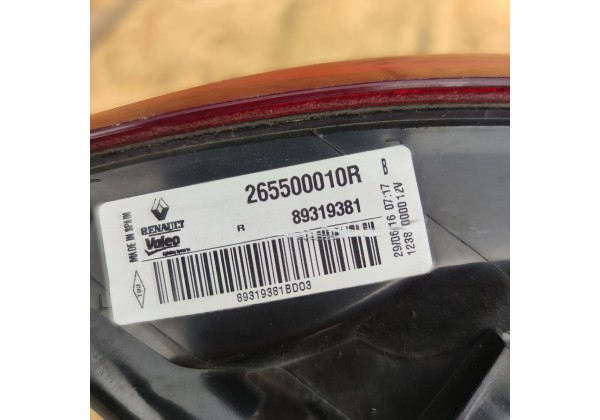 MADE IN SPAIN
RENAULT
Valeo
265500010R
R 89319381
89319381BD03
B
29/06/16 07:17
1238 0000 12V